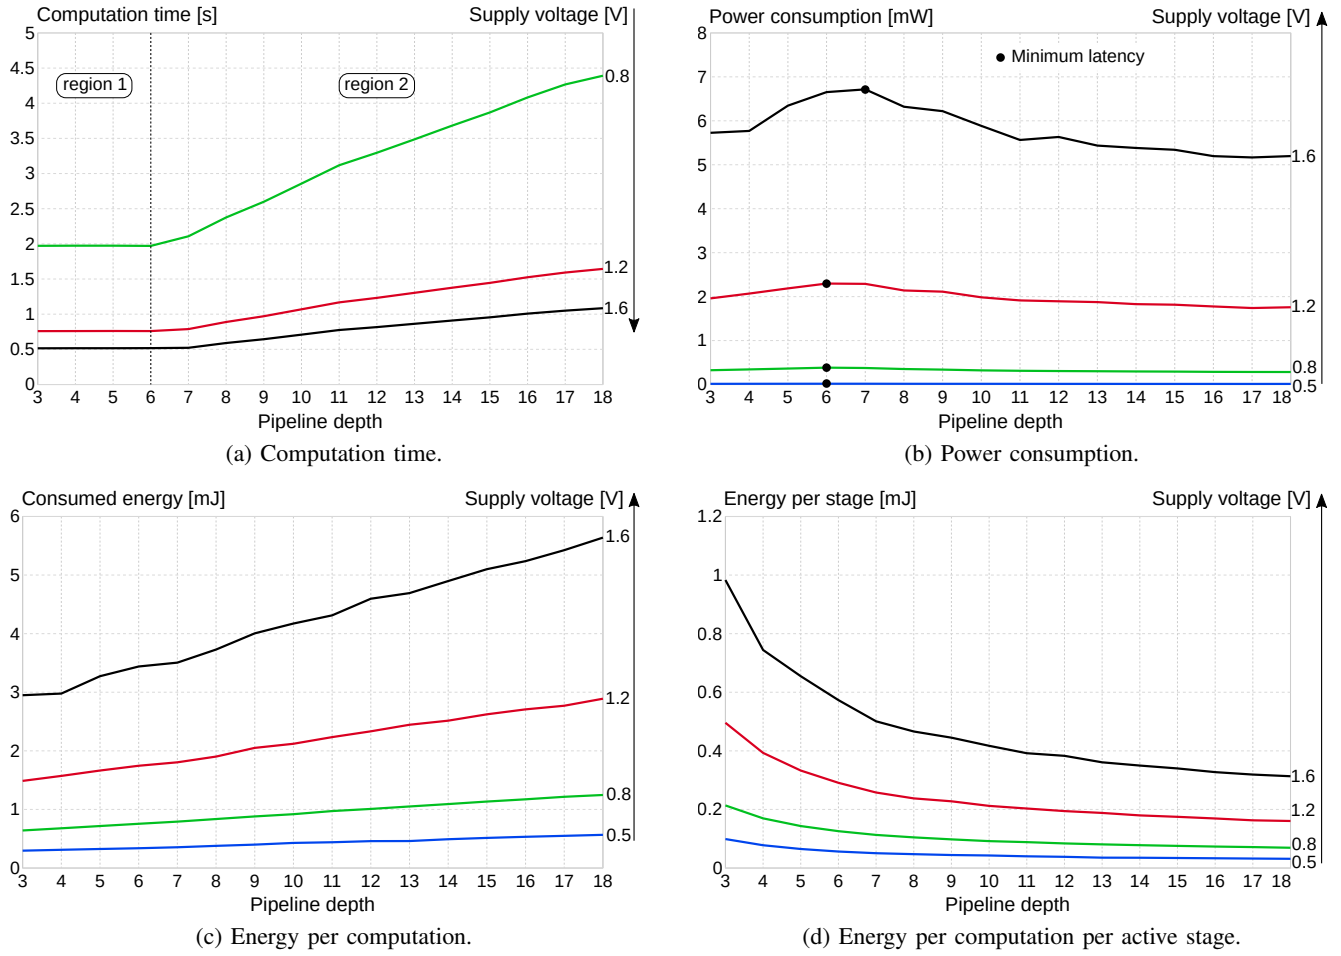 Computation time [s]
Supply voltage [V]
5
4.5
4
3.5
3
2.5
2
1.5
1
0.5
0
region 1
region 2
0.8
1.2
1.6
3 4 5 6 7 8 9 10 11 12 13 14 15 16 17 18
Pipeline depth
(a) Computation time.
Power consumption [mW]
Supply voltage [V]
8
7
6
5
4
3
2
1
0
Minimum latency
1.6
1.2
0.8
0.5
3 4 5 6 7 8 9 10 11 12 13 14 15 16 17 18
Pipeline depth
(b) Power consumption.
Consumed energy [mJ]
Supply voltage [V]
6
5
4
3
2
1
0
1.6
1.2
0.8
0.5
3 4 5 6 7 8 9 10 11 12 13 14 15 16 17 18
Pipeline depth
(c) Energy per computation.
Energy per stage [mJ]
Supply voltage [V]
1.2
1
0.8
0.6
0.4
0.2
0
1.6
1.2
0.8
0.5
3 4 5 6 7 8 9 10 11 12 13 14 15 16 17 18
Pipeline depth
(d) Energy per computation per active stage.